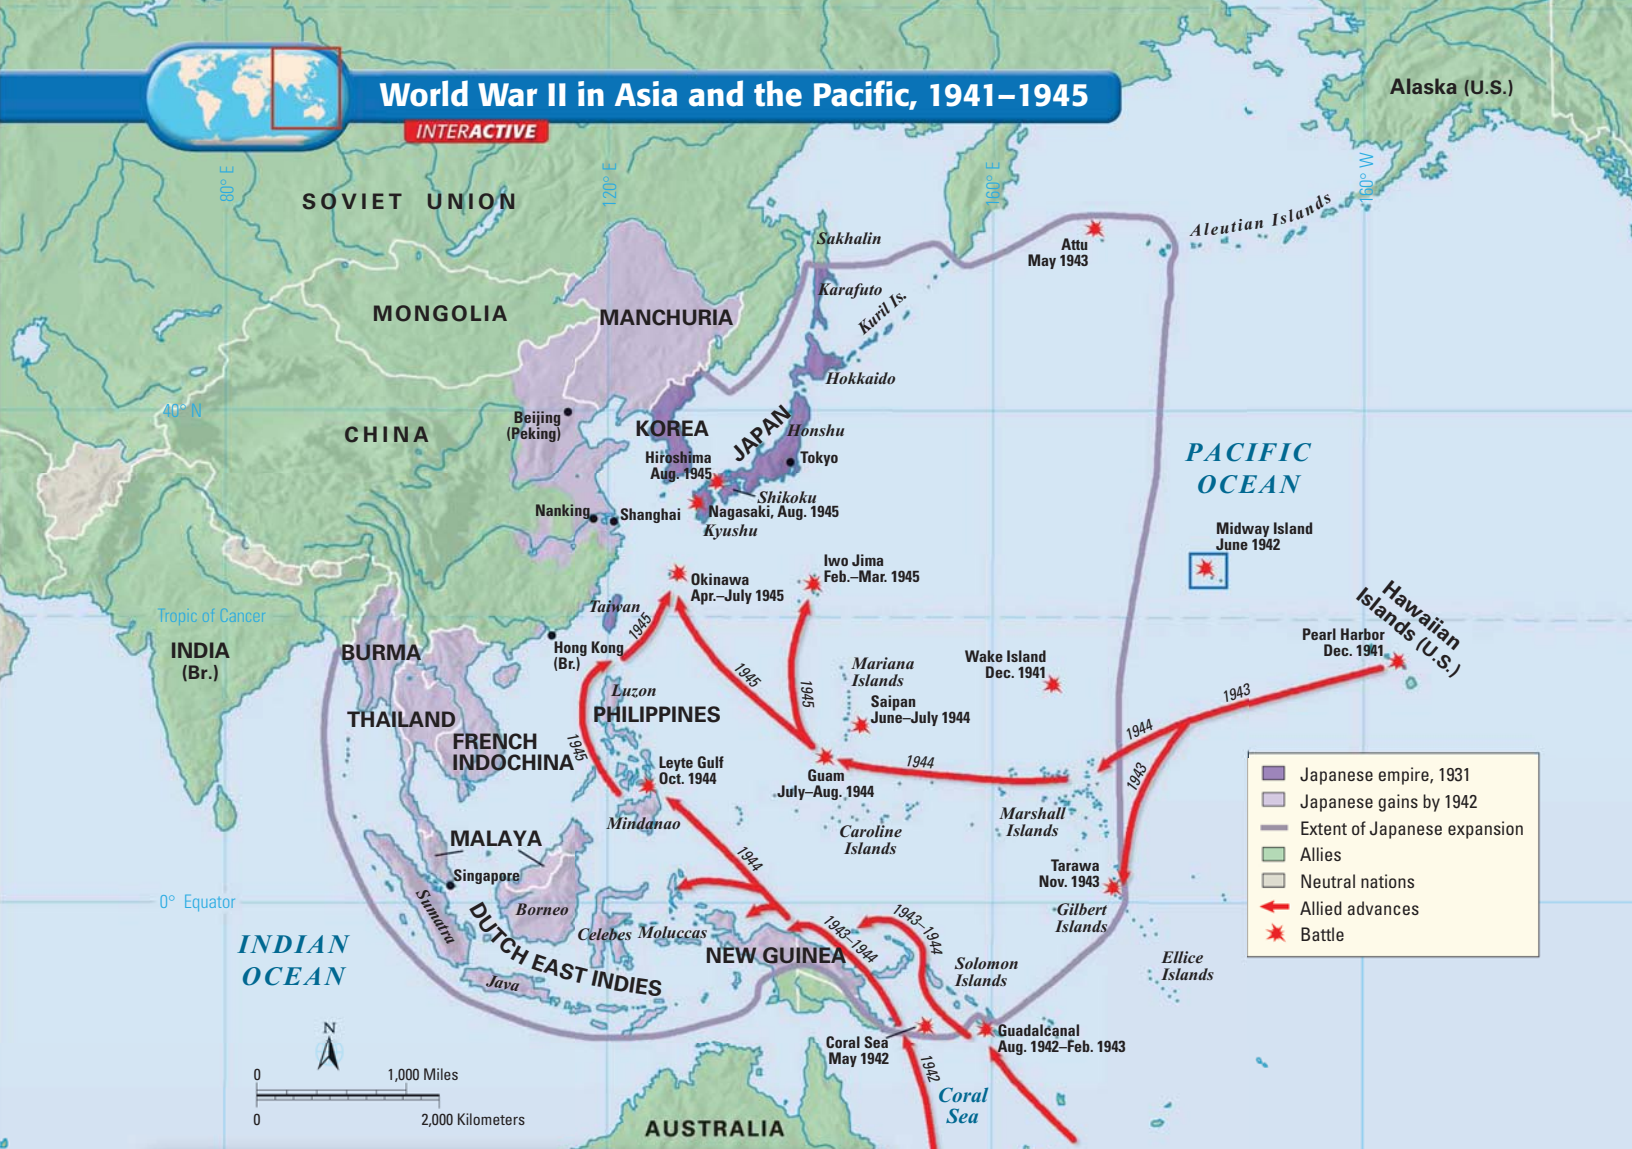 World War II in Asia and the Pacific, 1941–1945
INTERACTIVE
Alaska (U.S.)
80° E
120° E
160° E
160° W
SOVIET UNION
Aleutian Islands
Sakhalin
Attu
May 1943
Karafuto
Kuril Is.
MONGOLIA
MANCHURIA
Hokkaido
40° N
Beijing
(Peking)
CHINA
KOREA
JAPAN
Honshu
Hiroshima
Aug. 1945
Tokyo
PACIFIC
OCEAN
Shikoku
Nanking
Shanghai
Nagasaki, Aug. 1945
Kyushu
Midway Island
June 1942
Iwo Jima
Feb.–Mar. 1945
Okinawa
Apr.–July 1945
Hawaiian
Islands (U.S.)
Tropic of Cancer
Taiwan
1945
Pearl Harbor
Dec. 1941
INDIA
(Br.)
BURMA
Hong Kong
(Br.)
Mariana
Islands
Wake Island
Dec. 1941
1945
1945
1943
Luzon
PHILIPPINES
Saipan
June–July 1944
THAILAND
FRENCH
INDOCHINA
1945
1944
1944
1943
Leyte Gulf
Oct. 1944
Guam
July–Aug. 1944
Mindanao
Caroline
Islands
Marshall
Islands
MALAYA
1944
Singapore
Tarawa
Nov. 1943
Gilbert
Islands
0° Equator
Sumatra
Borneo
Celebes
Moluccas
DUTCH EAST INDIES
1943–1944
1943–1944
INDIAN
OCEAN
NEW GUINEA
Solomon
Islands
Ellice
Islands
Java
Coral Sea
May 1942
Guadalcanal
Aug. 1942–Feb. 1943
1942
Coral
Sea
AUSTRALIA
N
0
1,000 Miles
0
2,000 Kilometers
Japanese empire, 1931
Japanese gains by 1942
Extent of Japanese expansion
Allies
Neutral nations
Allied advances
Battle